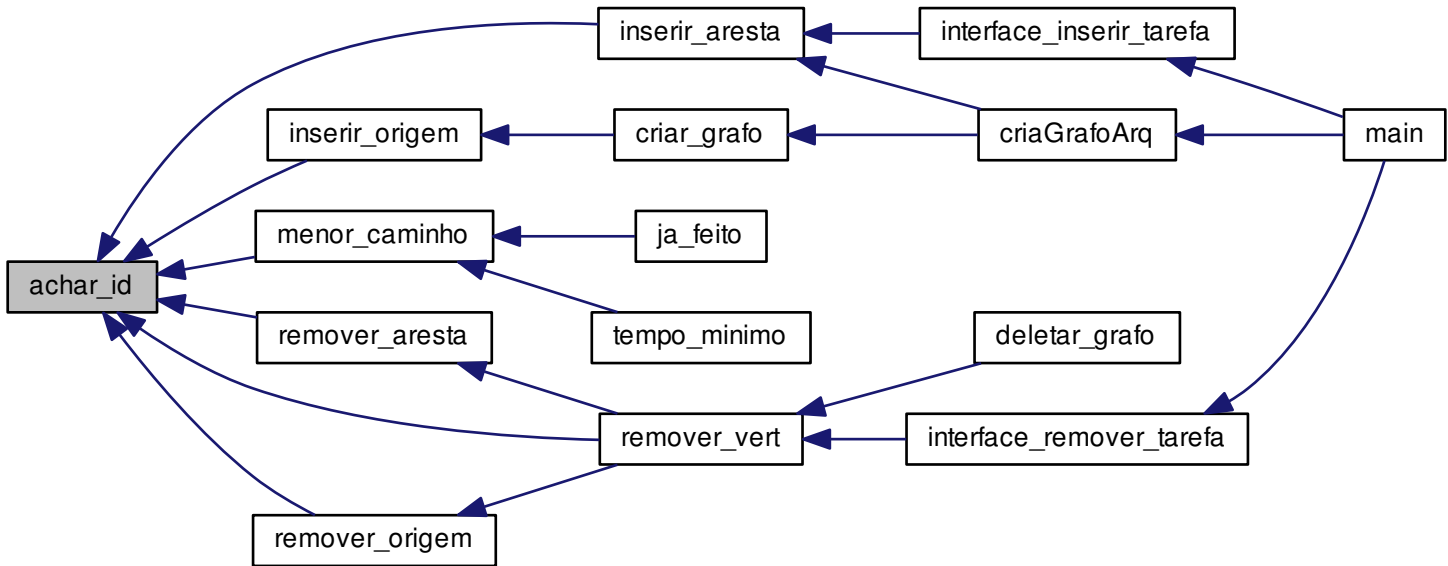 inserir_aresta
interface_inserir_tarefa
inserir_origem
criar_grafo
criaGrafoArq
main
menor_caminho
ja_feito
achar_id
remover_aresta
tempo_minimo
deletar_grafo
remover_vert
interface_remover_tarefa
remover_origem